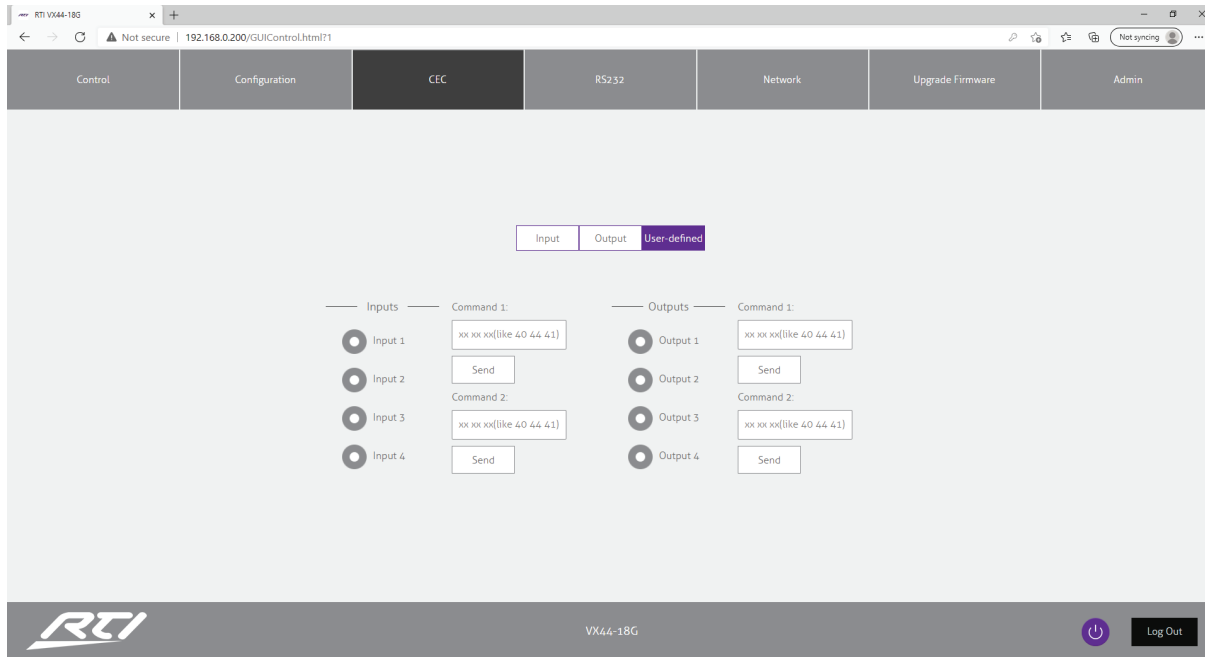 RTI VX44-18G
Not secure | 192.168.0.200/GUIControl.html?1
Not syncing
Control Configuration CEC RS232 Network Upgrade Firmware Admin
Input Output User-defined
Inputs
Input 1
Input 2
Input 3
Input 4
Command 1:
xx xx xx(like 40 44 41)
Send
Command 2:
xx xx xx(like 40 44 41)
Send
Outputs
Output 1
Output 2
Output 3
Output 4
Command 1:
xx xx xx(like 40 44 41)
Send
Command 2:
xx xx xx(like 40 44 41)
Send
RTI
VX44-18G
Log Out